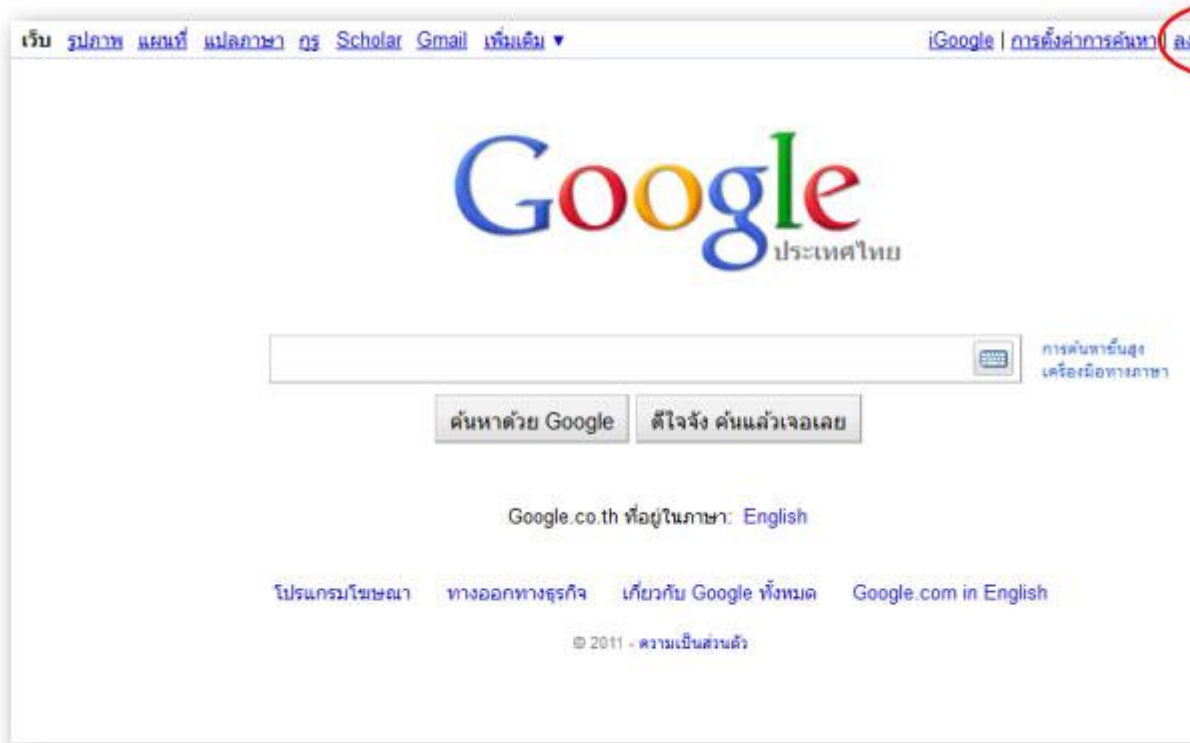 เว็บ รูปภาพ แผนที่ แปลภาษา กูรู Scholar Gmail เพิ่มเติม ▼ iGoogle | การตั้งค่าการค้นหา |
Google
ประเทศไทย
การค้นหาขั้นสูง
เครื่องมือทางภาษา
ค้นหาด้วย Google ดีใจจัง ค้นแล้วเจอเลย
Google.co.th ที่อยู่ในภาษา: English
โปรแกรมโฆษณา ทางออกทางธุรกิจ เกี่ยวกับ Google ทั้งหมด Google.com in English
© 2011 - ความเป็นส่วนตัว